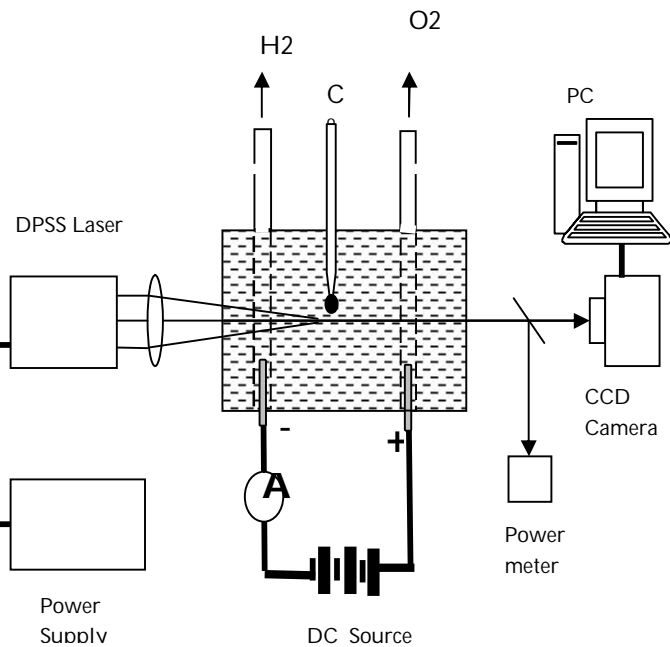 O2
H2
C
PC
DPSS Laser
CCD
Camera
-
+
A
Power
meter
Power
Supply
DC Source